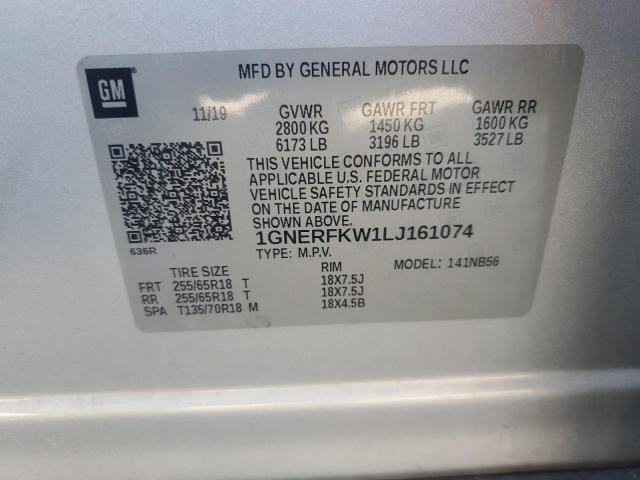 GM
MFD BY GENERAL MOTORS LLC
11/19 GVWR GAWR FRT GAWR RR
2800 KG 1450 KG 1600 KG
6173 LB 3196 LB 3527 LB
THIS VEHICLE CONFORMS TO ALL
APPLICABLE U.S. FEDERAL MOTOR
VEHICLE SAFETY STANDARDS IN EFFECT
ON THE DATE OF MANUFACTURE
SHOWN ABOVE.
636R
1GNERFKW1LJ161074
TYPE: M.P.V. MODEL: 141NB56
TIRE SIZE RIM
FRT 255/65R18 T 18X7.5J
RR 255/65R18 T 18X7.5J
SPA T135/70R18 M 18X4.5B